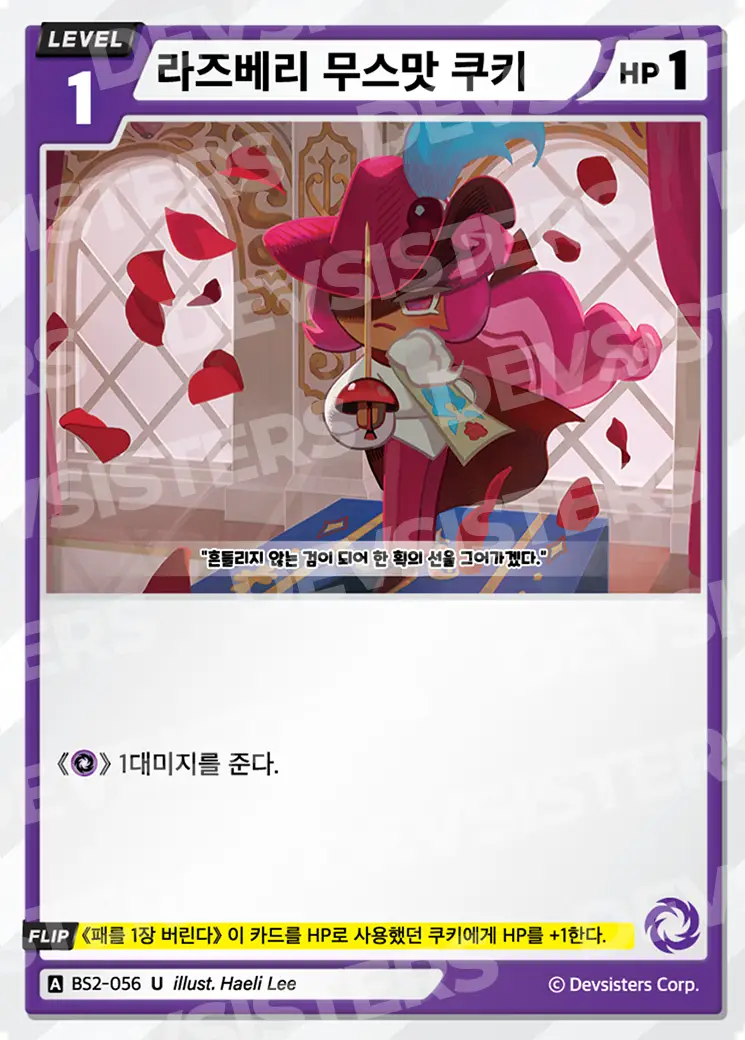 LEVEL
1
라즈베리 무스맛 쿠키
HP 1
"흔들리지 않는 검이 되어 한 획의 선을 그어가겠다."
《》 1대미지를 준다.
FLIP 《패를 1장 버린다》 이 카드를 HP로 사용했던 쿠키에게 HP를 +1한다.
A BS2-056 U illust. Haeli Lee
© Devsisters Corp.
DEVSISTERS